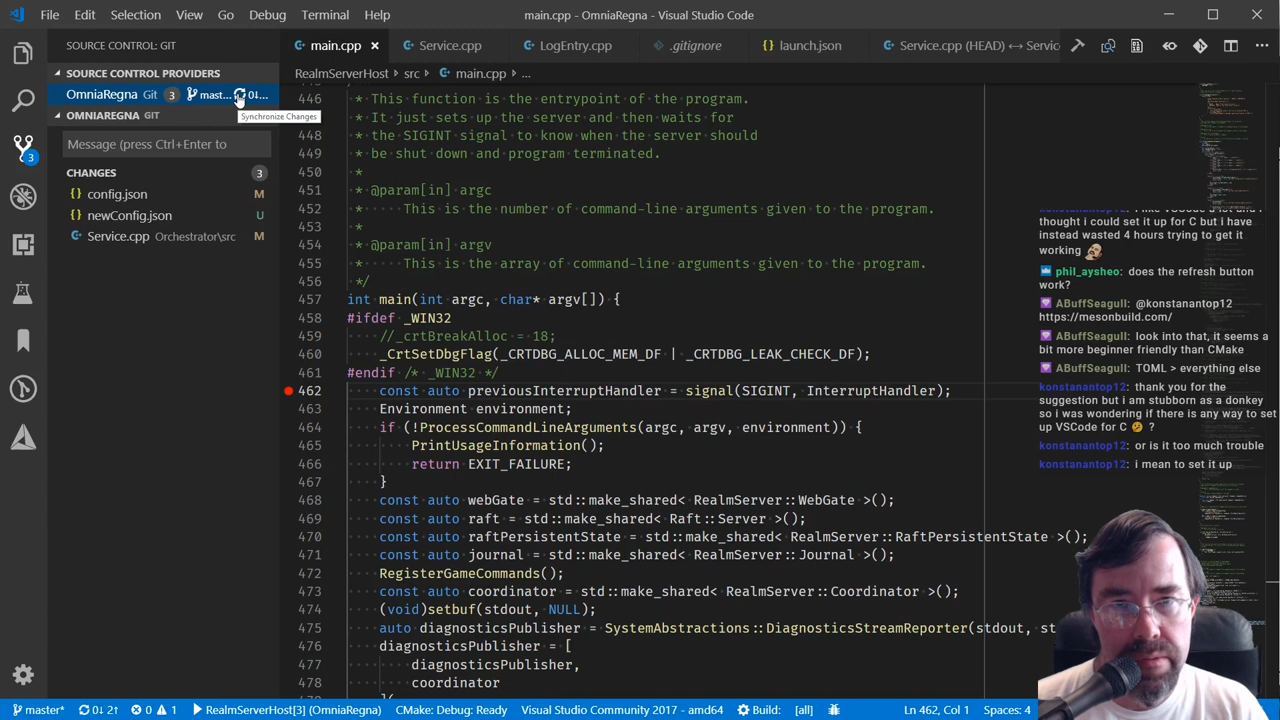 File Edit Selection View Go Debug Terminal Help
main.cpp - OmniaRegna - Visual Studio Code
SOURCE CONTROL: GIT
main.cpp
Service.cpp
LogEntry.cpp
.gitignore
launch.json
Service.cpp (HEAD) ↔ Servic
SOURCE CONTROL PROVIDERS
OmniaRegna Git 3 mast... 0↓...
Synchronize Changes
OMNIAREGNA GIT
Message (press Ctrl+Enter to
CHANGES 3
config.json M
newConfig.json U
Service.cpp Orchestrator\src M
3
RealmServerHost › src › main.cpp › ...
446 * This function is the entrypoint of the program.
447 * It just sets up the server and then waits for
448 * the SIGINT signal to know when the server should
449 * be shut down and program terminated.
450 *
451 * @param[in] argc
452 * This is the number of command-line arguments given to the program.
453 *
454 * @param[in] argv
455 * This is the array of command-line arguments given to the program.
456 */
457 int main(int argc, char* argv[]) {
458 #ifdef _WIN32
459 //_crtBreakAlloc = 18;
460 _CrtSetDbgFlag(_CRTDBG_ALLOC_MEM_DF | _CRTDBG_LEAK_CHECK_DF);
461 #endif /* _WIN32 */
462 const auto previousInterruptHandler = signal(SIGINT, InterruptHandler);
463 Environment environment;
464 if (!ProcessCommandLineArguments(argc, argv, environment)) {
465 PrintUsageInformation();
466 return EXIT_FAILURE;
467 }
468 const auto webGate = std::make_shared< RealmServer::WebGate >();
469 const auto raft = std::make_shared< Raft::Server >();
470 const auto raftPersistentState = std::make_shared< RealmServer::RaftPersistentState >();
471 const auto journal = std::make_shared< RealmServer::Journal >();
472 RegisterGameCommands();
473 const auto coordinator = std::make_shared< RealmServer::Coordinator >();
474 (void)setbuf(stdout, NULL);
475 auto diagnosticsPublisher = SystemAbstractions::DiagnosticsStreamReporter(stdout, st
476 diagnosticsPublisher = [
477 diagnosticsPublisher,
478 coordinator
konstanantop12: i like VSCode a lot and i
thought i could set it up for C but i have
instead wasted 4 hours trying to get it
working
phil_aysheo: does the refresh button
work?
ABuffSeagull: @konstanantop12
https://mesonbuild.com/
ABuffSeagull: look into that, it seems a
bit more beginner friendly than CMake
ABuffSeagull: TOML > everything else
konstanantop12: thank you for the
suggestion but i am stubborn as a donkey
so i was wondering if there is any way to set
up VSCode for C ?
konstanantop12: or is it too much trouble
konstanantop12: i mean to set it up
master* 0↓ 2↑ 0 1 RealmServerHost[3] (OmniaRegna) CMake: Debug: Ready Visual Studio Community 2017 - amd64 Build: [all] Ln 462, Col 1 Spaces: 4